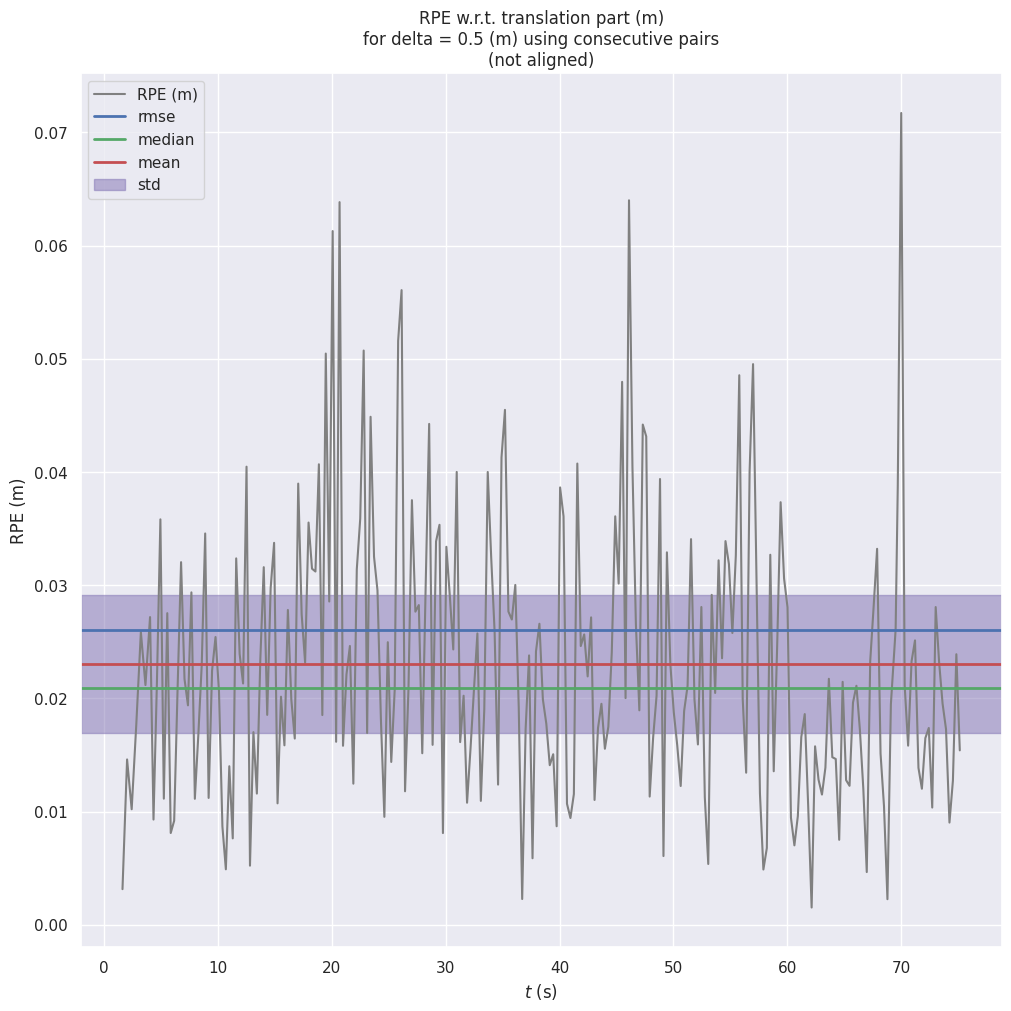 RPE w.r.t. translation part (m)
for delta = 0.5 (m) using consecutive pairs
(not aligned)
RPE (m)
rmse
median
mean
std
0.07
0.06
0.05
0.04
0.03
0.02
0.01
0.00
RPE (m)
0 10 20 30 40 50 60 70
t (s)